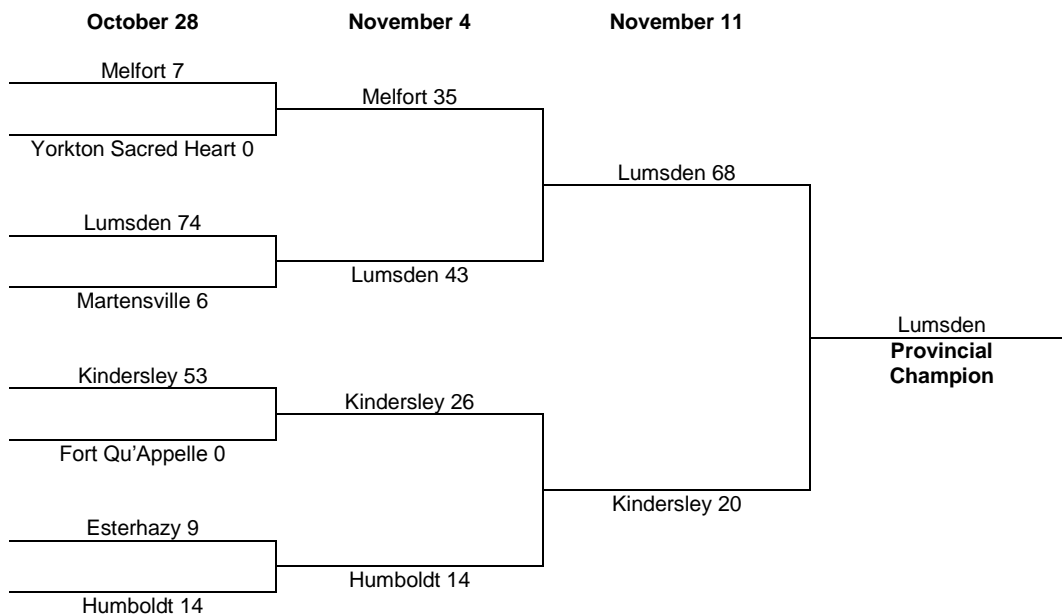 October 28
November 4
November 11
Melfort 7
Yorkton Sacred Heart 0
Lumsden 74
Martensville 6
Kindersley 53
Fort Qu’Appelle 0
Esterhazy 9
Humboldt 14
Melfort 35
Lumsden 43
Kindersley 26
Humboldt 14
Lumsden 68
Kindersley 20
Lumsden
Provincial
Champion